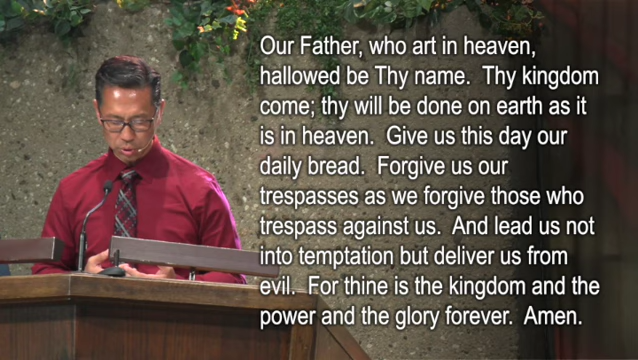 Our Father, who art in heaven,
hallowed be Thy name.  Thy kingdom
come; thy will be done on earth as it
is in heaven.  Give us this day our
daily bread.  Forgive us our
trespasses as we forgive those who
trespass against us.  And lead us not
into temptation but deliver us from
evil.  For thine is the kingdom and the
power and the glory forever.  Amen.